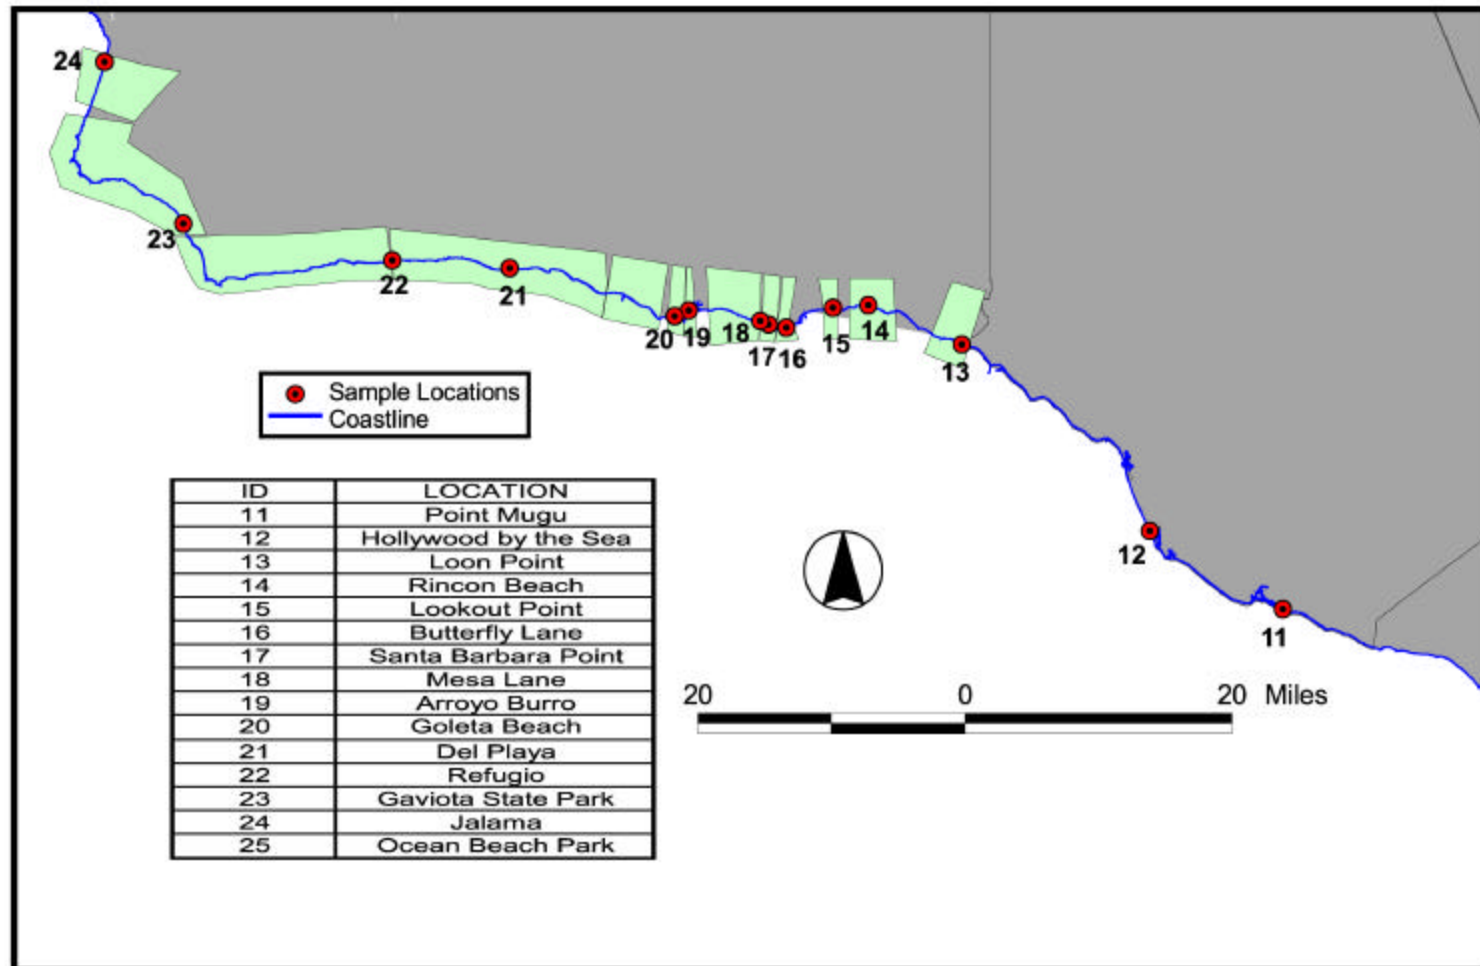 24
23
22
21
20
19
18
17
16
15
14
13
12
11
Sample Locations
Coastline
ID LOCATION
11 Point Mugu
12 Hollywood by the Sea
13 Loon Point
14 Rincon Beach
15 Lookout Point
16 Butterfly Lane
17 Santa Barbara Point
18 Mesa Lane
19 Arroyo Burro
20 Goleta Beach
21 Del Playa
22 Refugio
23 Gaviota State Park
24 Jalama
25 Ocean Beach Park
20 0 20 Miles